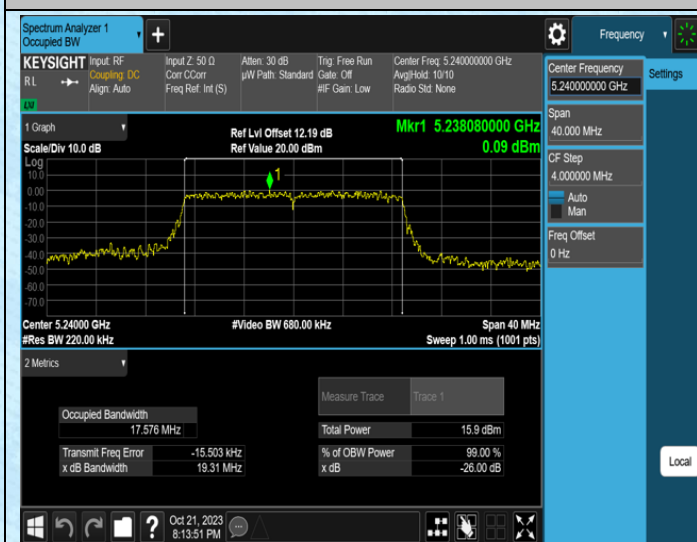 Spectrum Analyzer 1
Occupied BW
+
Frequency
KEYSIGHT
RL
LXI
Input: RF
Coupling: DC
Align: Auto
Input Z: 50 Ω
Corr CCorr
Freq Ref: Int (S)
Atten: 30 dB
µW Path: Standard
Trig: Free Run
Gate: Off
#IF Gain: Low
Center Freq: 5.240000000 GHz
Avg|Hold: 10/10
Radio Std: None
1 Graph
Scale/Div 10.0 dB
Ref Lvl Offset 12.19 dB
Ref Value 20.00 dBm
Mkr1 5.238080000 GHz
0.09 dBm
Log
10.0
0.00
-10.0
-20.0
-30.0
-40.0
-50.0
-60.0
-70.0
1
Center 5.24000 GHz
#Res BW 220.00 kHz
#Video BW 680.00 kHz
Span 40 MHz
Sweep 1.00 ms (1001 pts)
2 Metrics
Measure Trace
Trace 1
Occupied Bandwidth
17.576 MHz
Total Power
15.9 dBm
Transmit Freq Error
-15.503 kHz
% of OBW Power
99.00 %
x dB Bandwidth
19.31 MHz
x dB
-26.00 dB
Center Frequency
5.240000000 GHz
Settings
Span
40.000 MHz
CF Step
4.000000 MHz
Auto
Man
Freq Offset
0 Hz
Local
?
Oct 21, 2023
8:13:51 PM